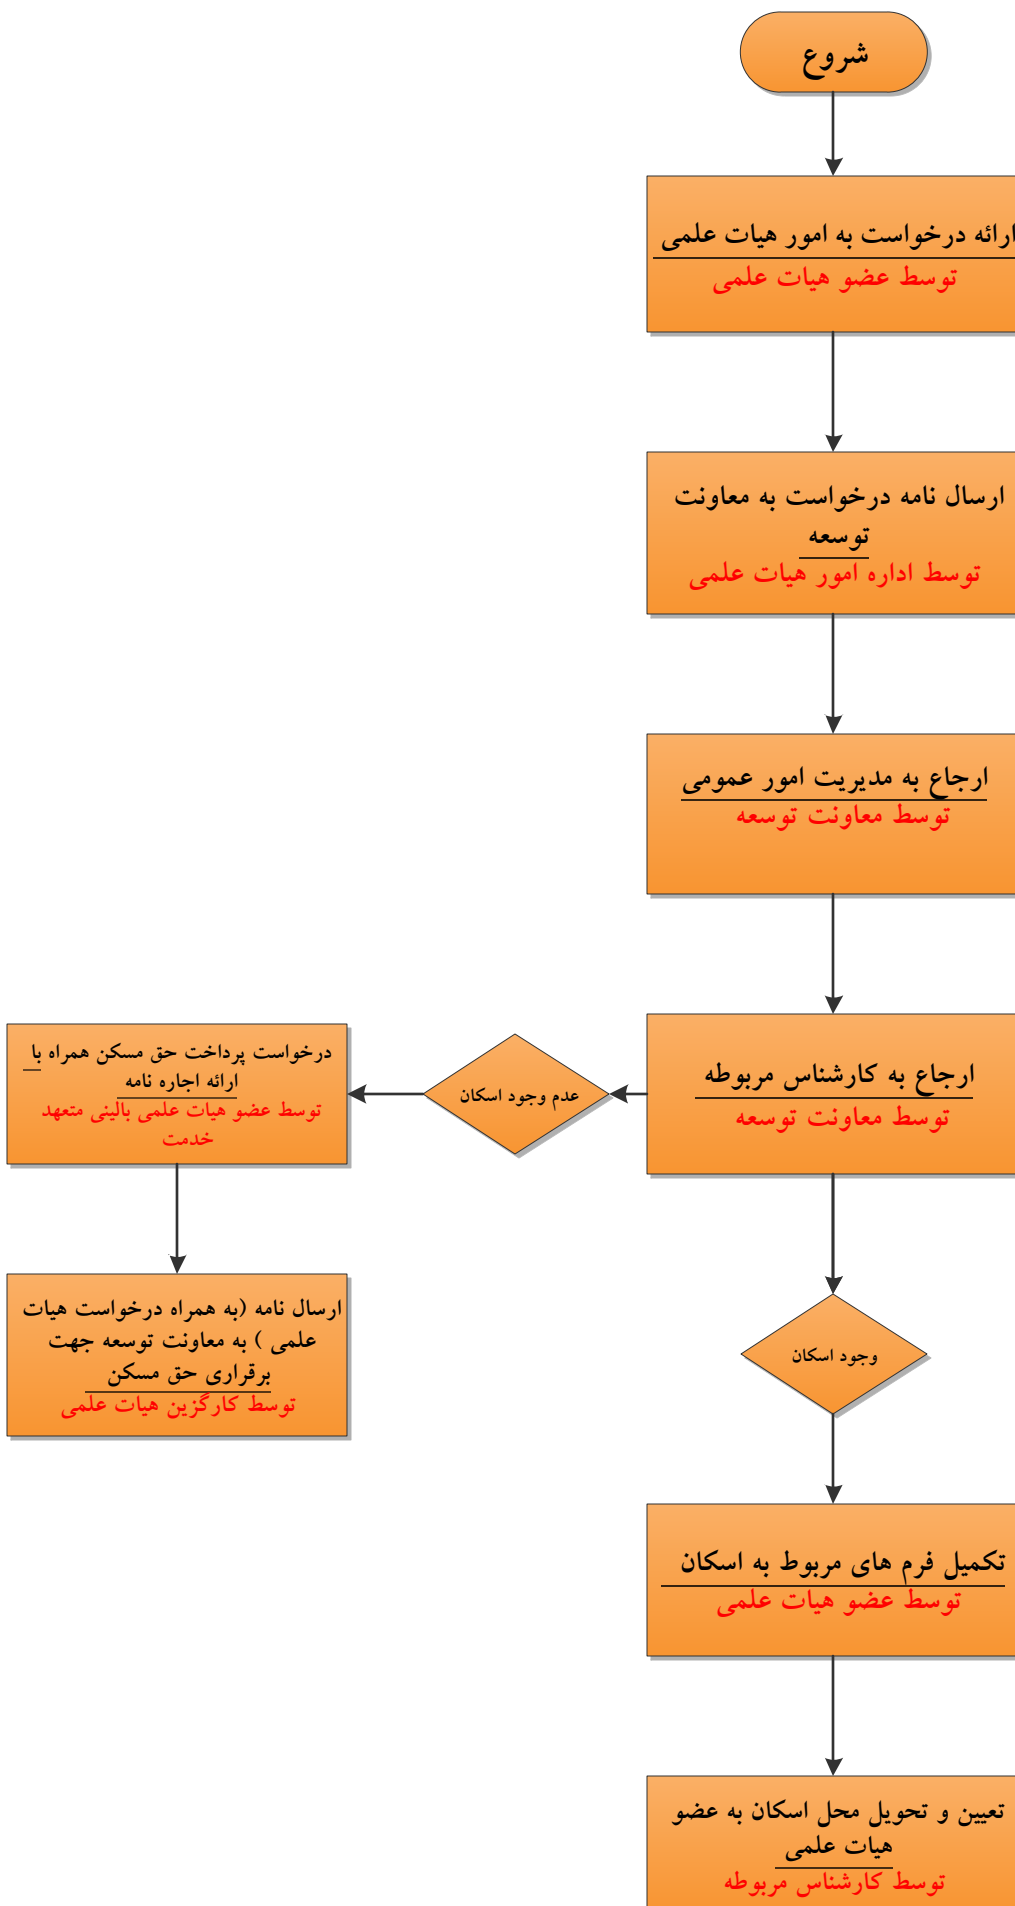 شروع
ارائه درخواست به امور هیات علمی
توسط عضو هیات علمی
ارسال نامه درخواست به معاونت
توسعه
توسط اداره امور هیات علمی
ارجاع به مدیریت امور عمومی
توسط معاونت توسعه
ارجاع به کارشناس مربوطه
توسط معاونت توسعه
عدم وجود اسکان
درخواست پرداخت حق مسکن همراه با
ارائه اجاره نامه
توسط عضو هیات علمی بالینی متعهد
خدمت
ارسال نامه (به همراه درخواست هیات
علمی ) به معاونت توسعه جهت
برقراری حق مسکن
توسط کارگزین هیات علمی
وجود اسکان
تکمیل فرم های مربوط به اسکان
توسط عضو هیات علمی
تعیین و تحویل محل اسکان به عضو
هیات علمی
توسط کارشناس مربوطه